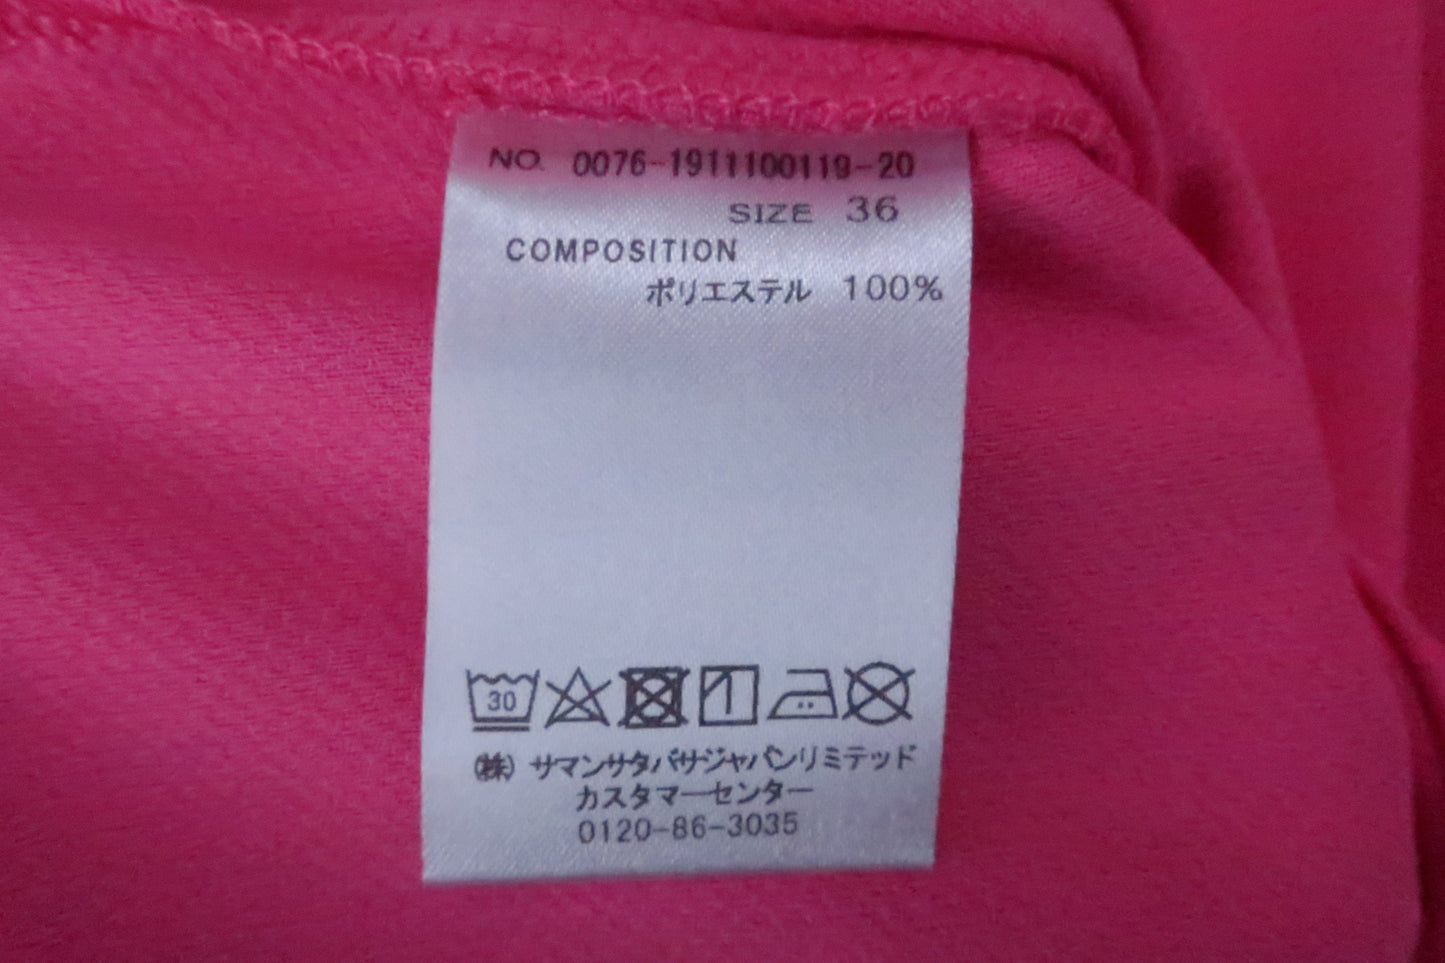 NO. 0076-1911100119-20
SIZE 36
COMPOSITION
ポリエステル 100%
30
(株) サマンサタバサジャパンリミテッド
カスタマーセンター
0120-86-3035